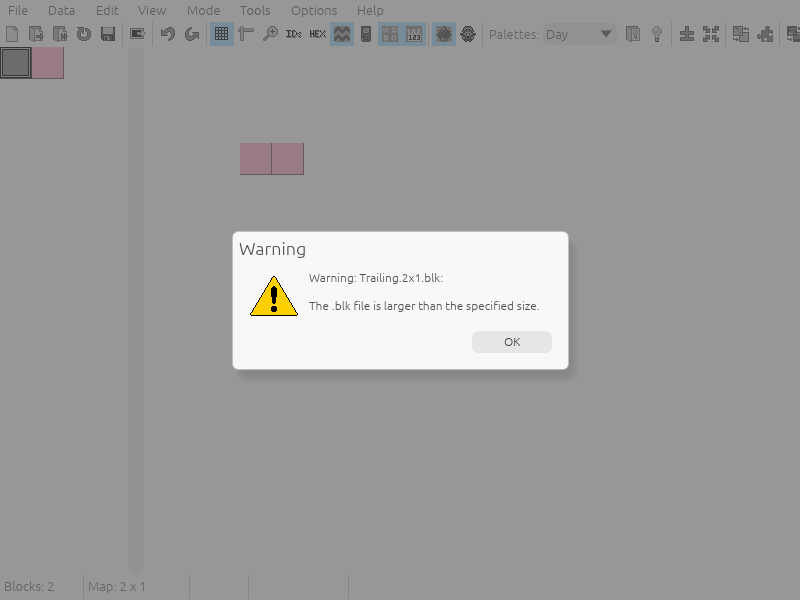 File Data Edit View Mode Tools Options Help
IDs HEX 123 Palettes: Day
Warning
Warning: Trailing.2x1.blk:
The .blk file is larger than the specified size.
OK
Blocks: 2 Map: 2 x 1